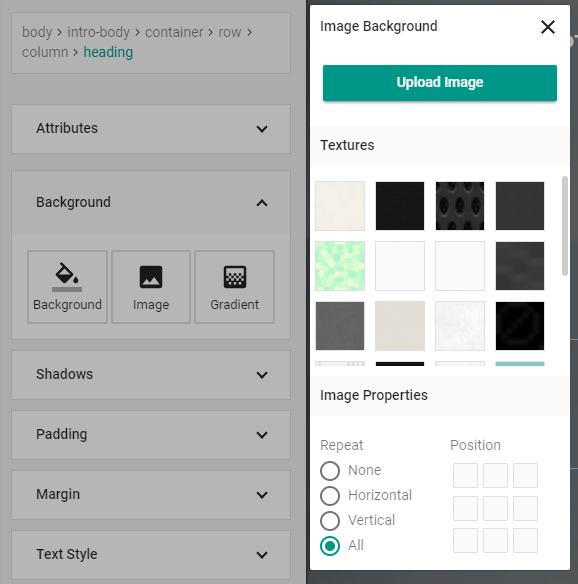 body > intro-body > container > row >
column > heading
Attributes
Background
Background
Image
Gradient
Shadows
Padding
Margin
Text Style
Image Background
Upload Image
Textures
Image Properties
Repeat
None
Horizontal
Vertical
All
Position